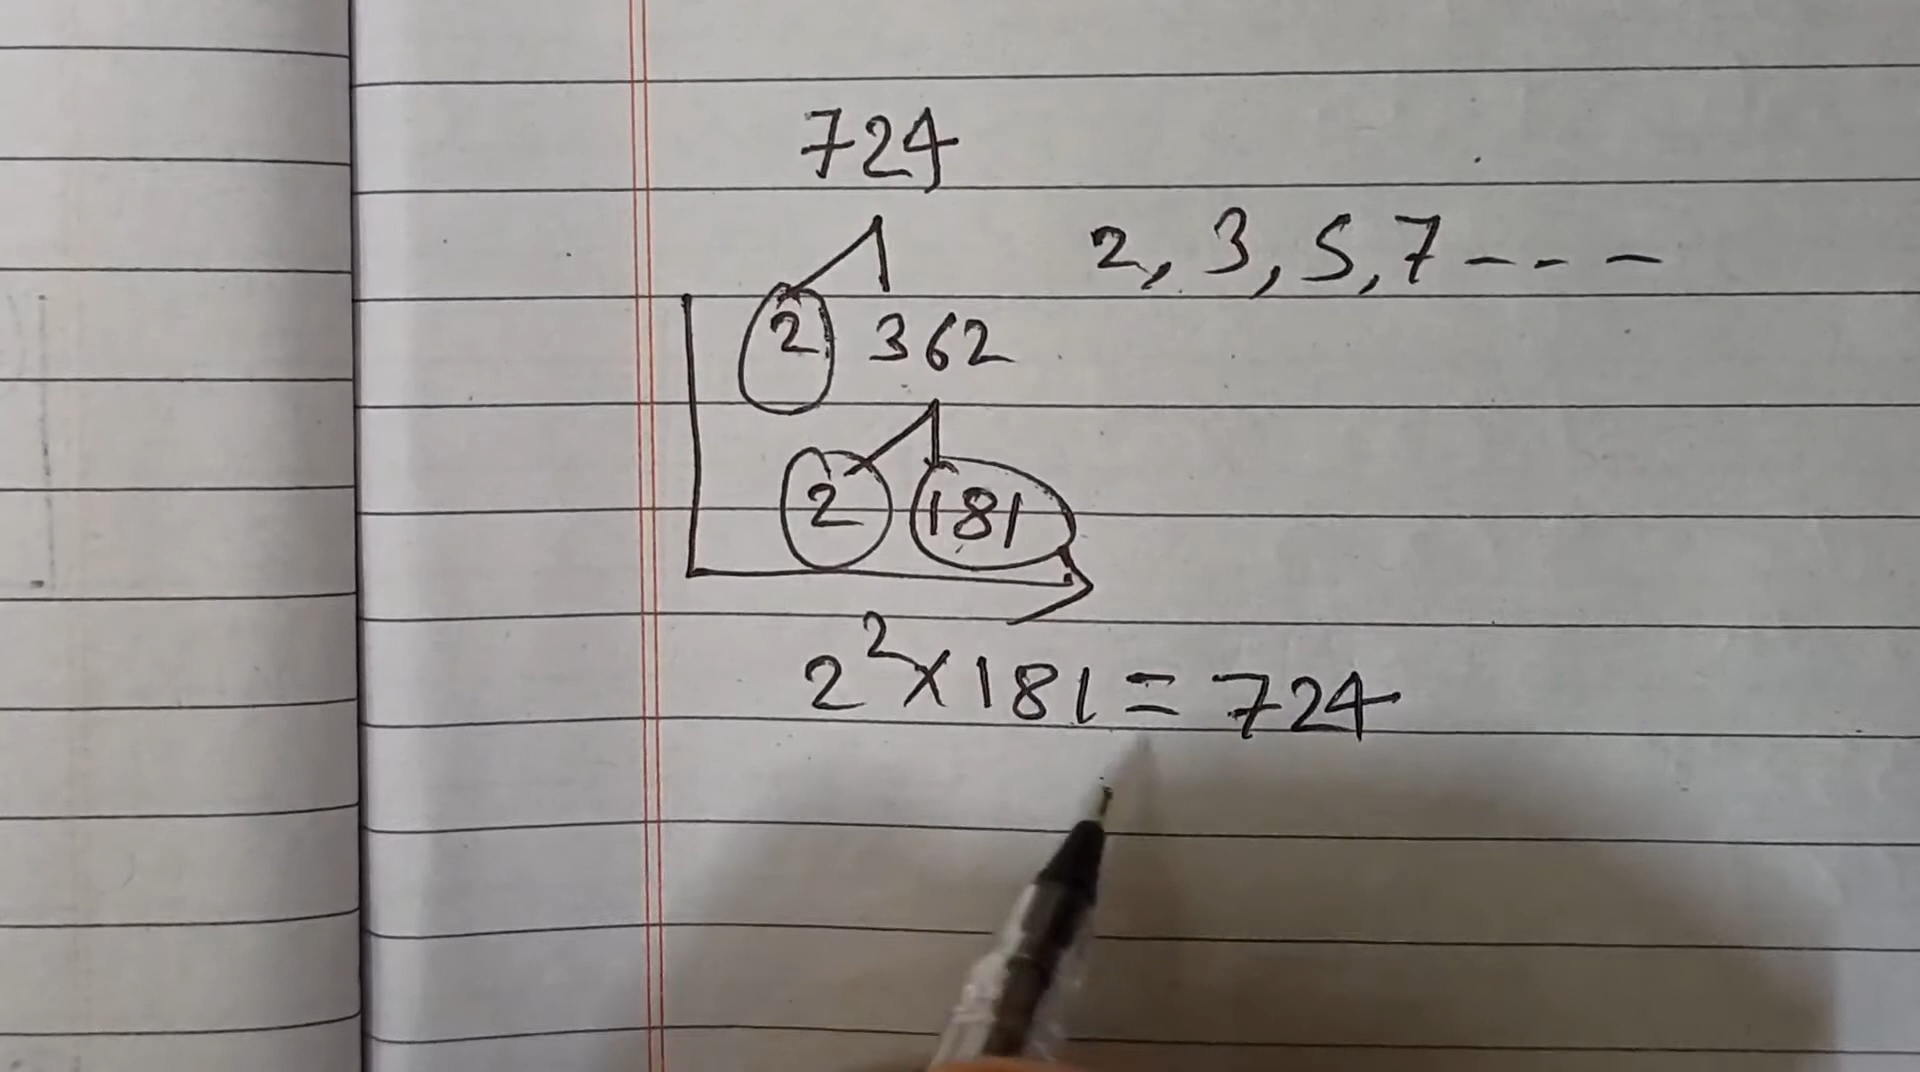 724
2, 3, 5, 7 - - -
2 362
2 181
2² × 181 = 724